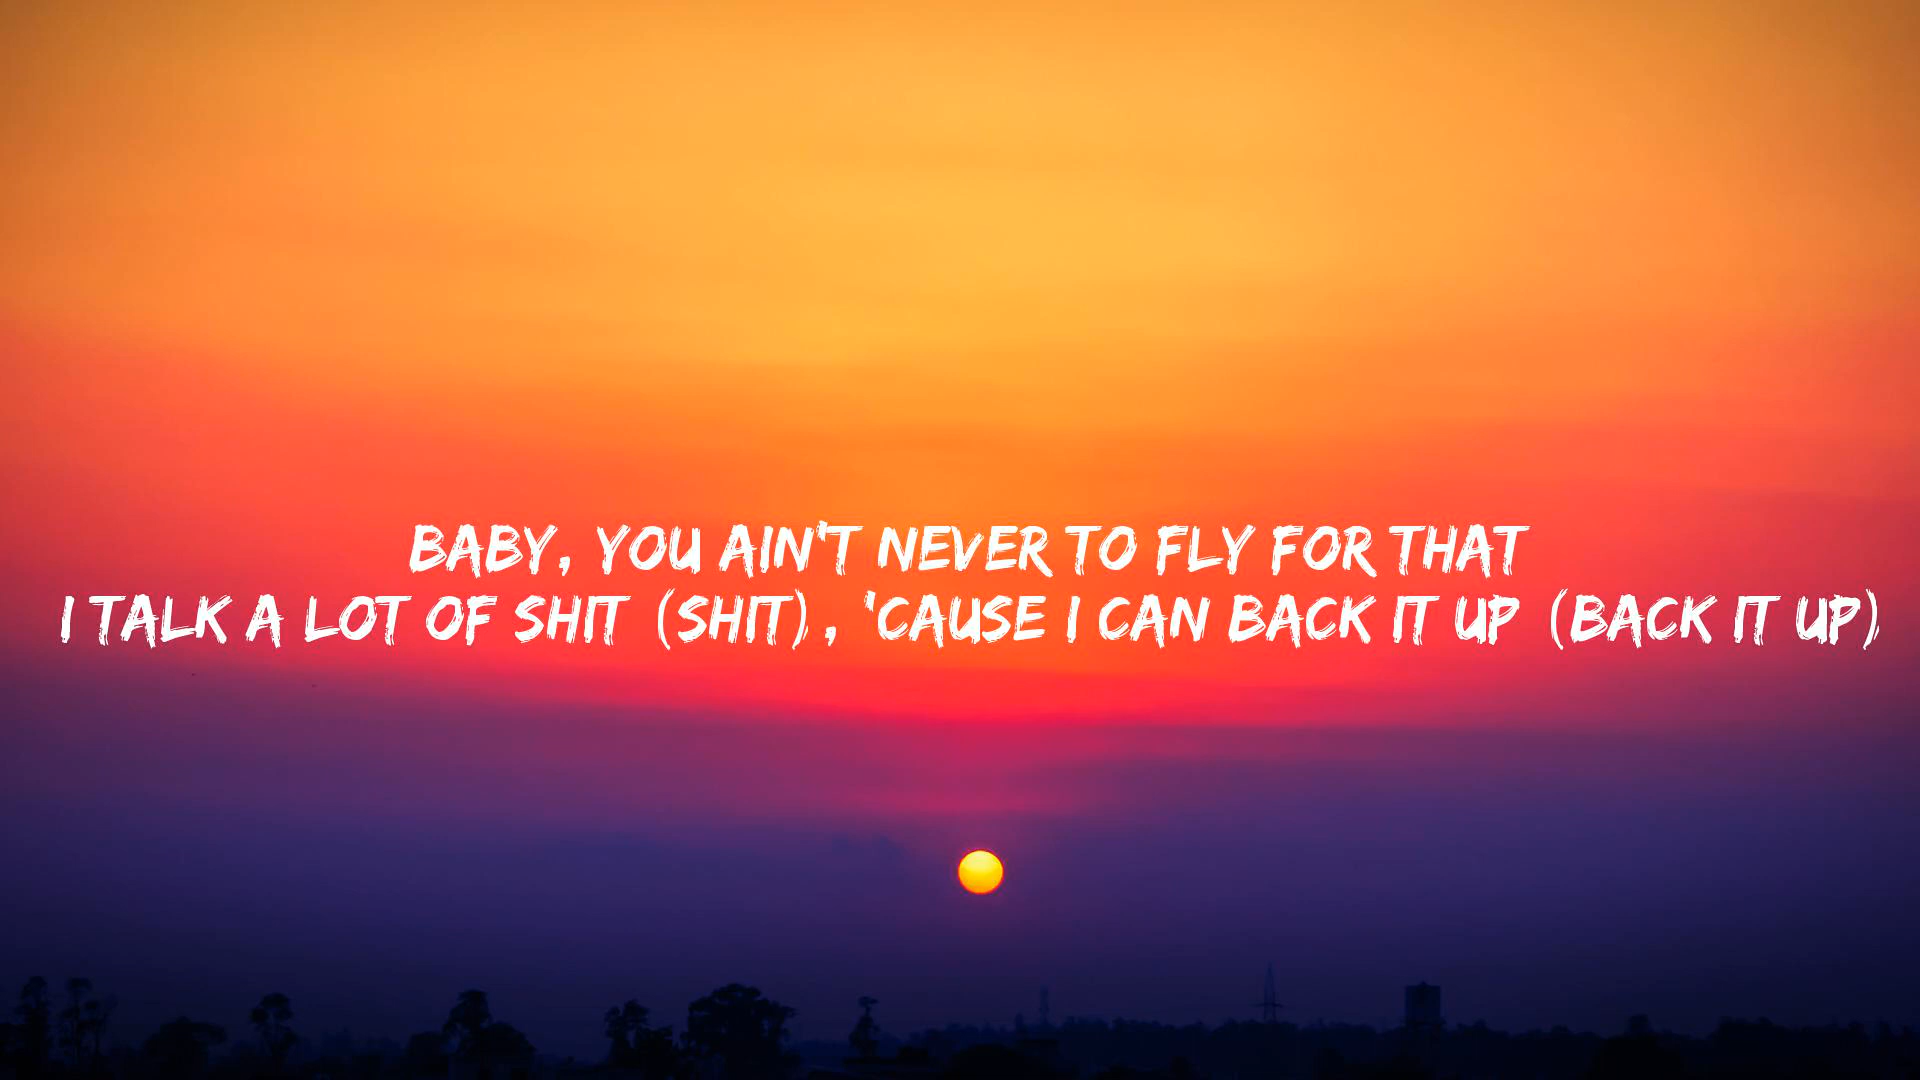 BABY, YOU AIN'T NEVER TO FLY FOR THAT
I TALK A LOT OF SHIT (SHIT), 'CAUSE I CAN BACK IT UP (BACK IT UP)